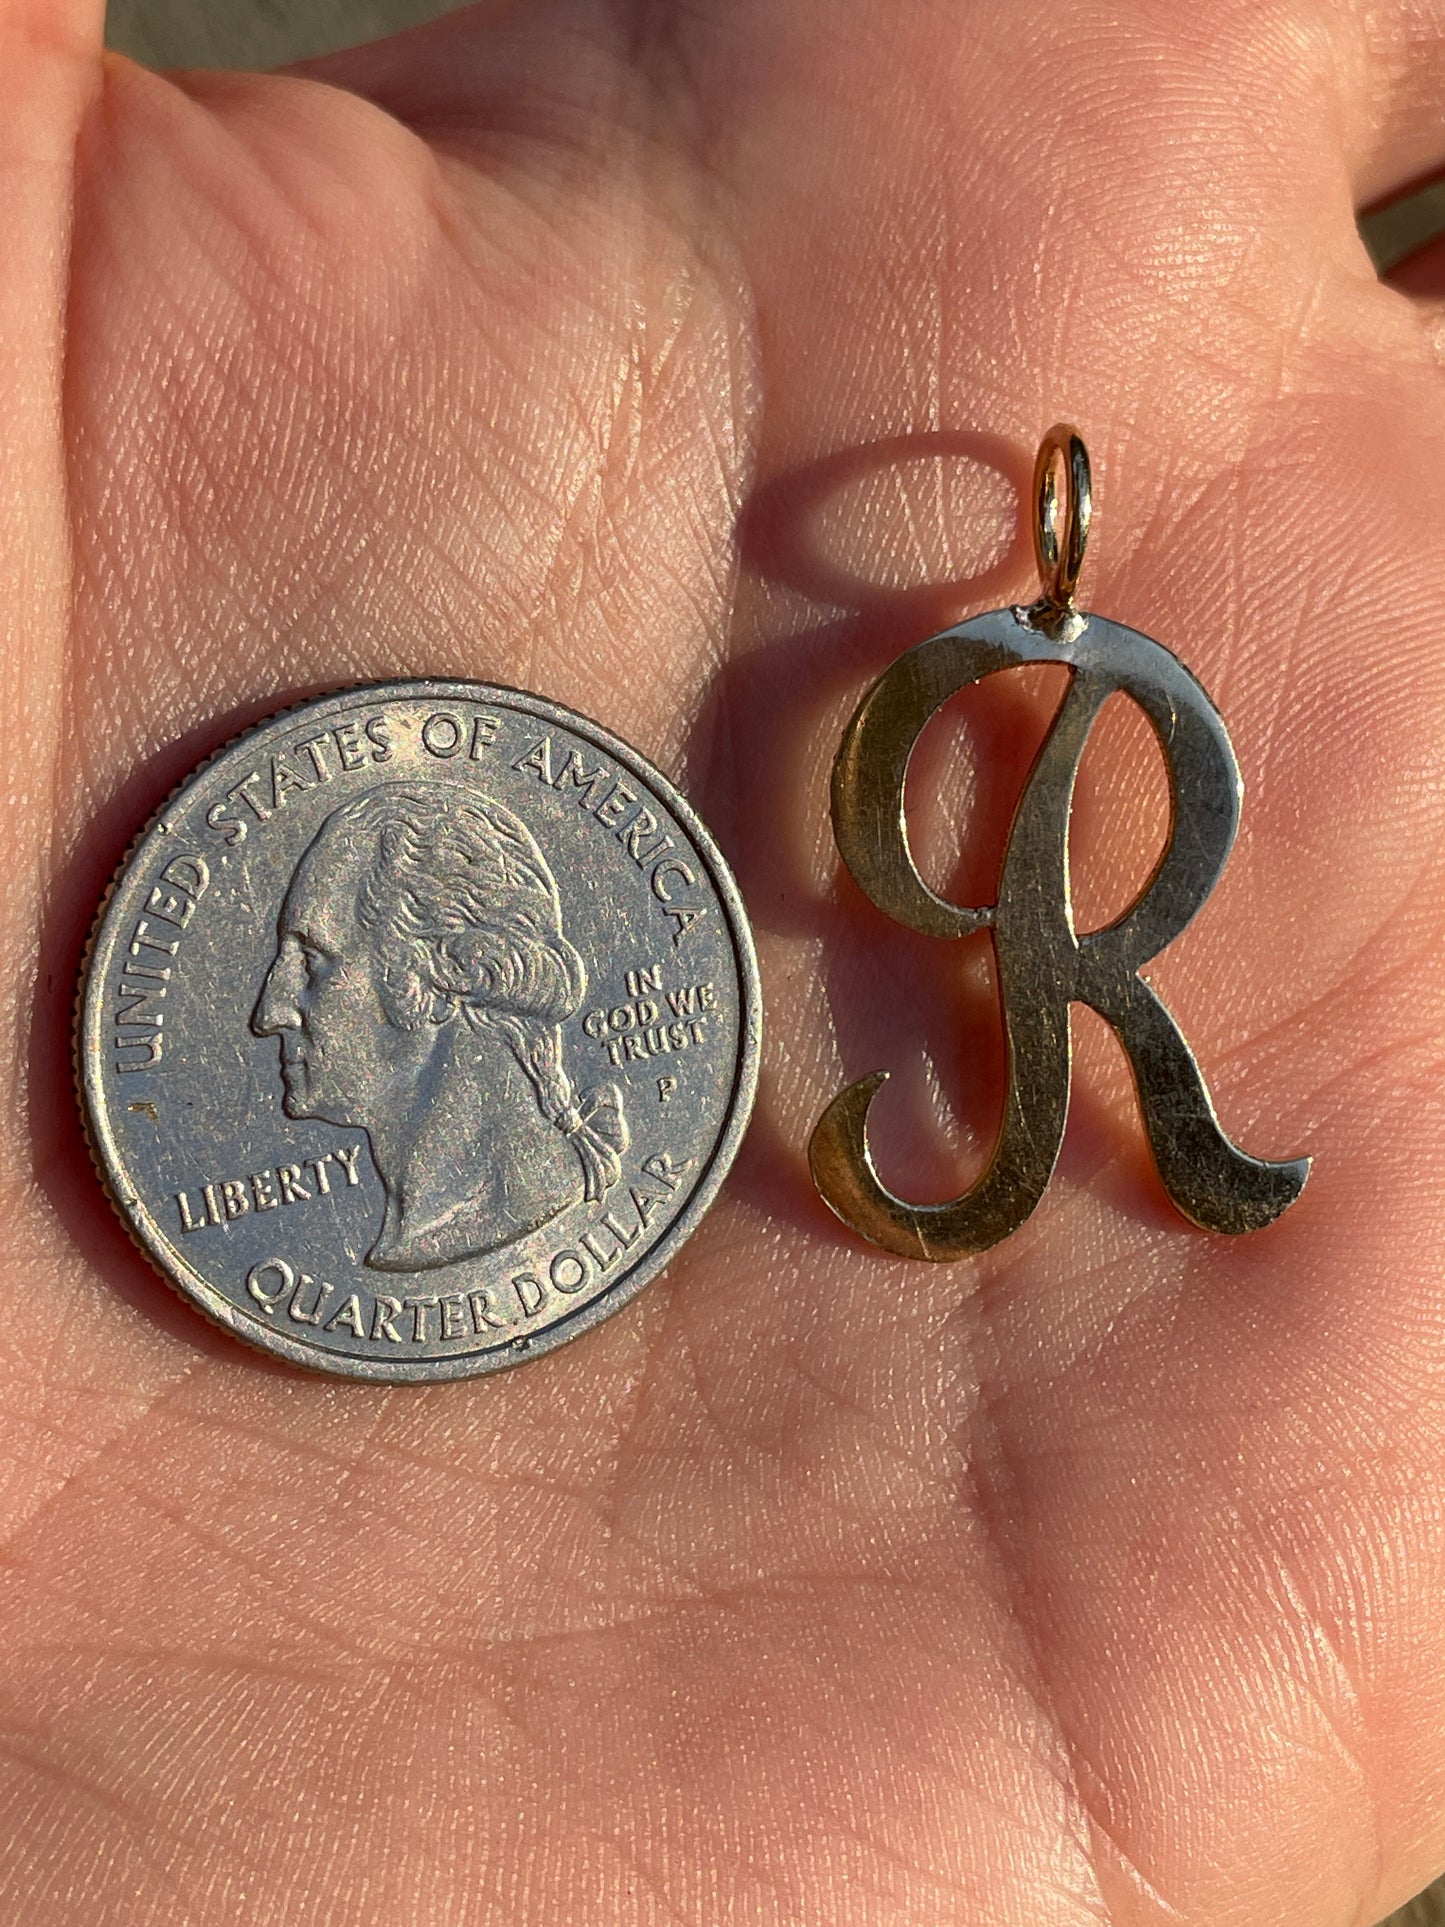 UNITED STATES OF AMERICA
IN
GOD WE
TRUST
P
LIBERTY
QUARTER DOLLAR
R